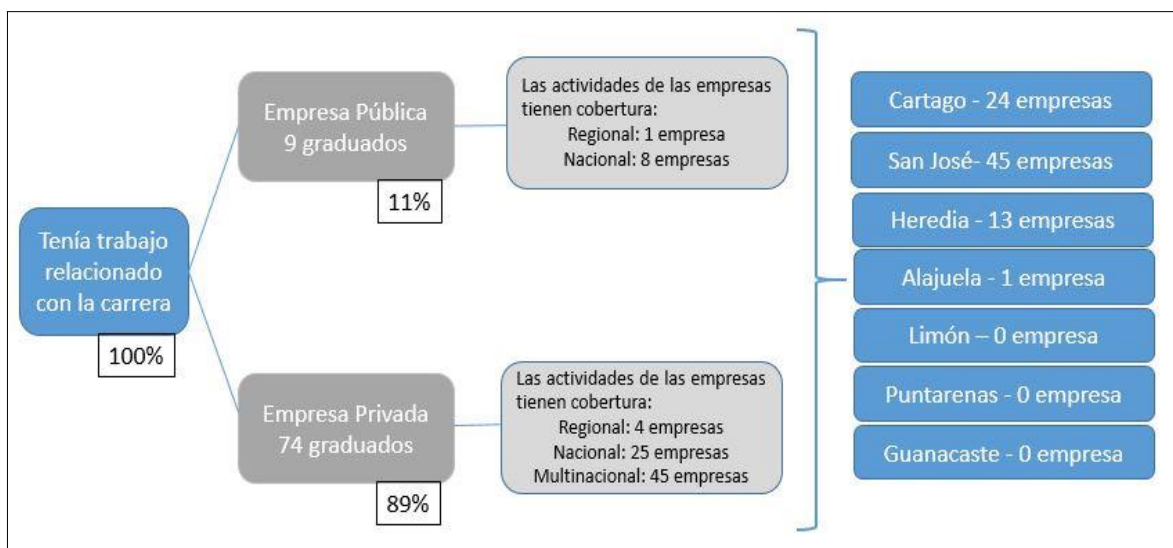 Tenía trabajo
relacionado
con la carrera
100%
Empresa Pública
9 graduados
11%
Las actividades de las empresas
tienen cobertura:
Regional: 1 empresa
Nacional: 8 empresas
Empresa Privada
74 graduados
89%
Las actividades de las empresas
tienen cobertura:
Regional: 4 empresas
Nacional: 25 empresas
Multinacional: 45 empresas
Cartago - 24 empresas
San José- 45 empresas
Heredia - 13 empresas
Alajuela - 1 empresa
Limón – 0 empresa
Puntarenas - 0 empresa
Guanacaste - 0 empresa